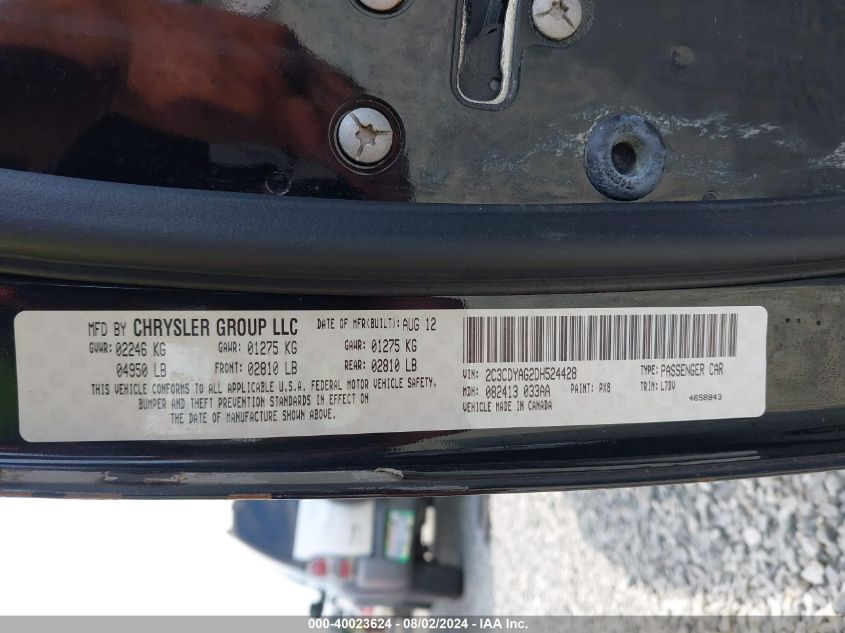 MFD BY CHRYSLER GROUP LLC DATE OF MFR(BUILT): AUG 12
GVWR: 02246 KG GAWR: 01275 KG GAWR: 01275 KG
04950 LB FRONT: 02810 LB REAR: 02810 LB
THIS VEHICLE CONFORMS TO ALL APPLICABLE U.S.A. FEDERAL MOTOR VEHICLE SAFETY,
BUMPER AND THEFT PREVENTION STANDARDS IN EFFECT ON
THE DATE OF MANUFACTURE SHOWN ABOVE.
VIN: 2C3CDYAG2DH524428 TYPE: PASSENGER CAR
MDH: 082413 033AA PAINT: PX8 TRIM: L7DV
VEHICLE MADE IN CANADA 4658943
000-40023624 - 08/02/2024 - IAA Inc.